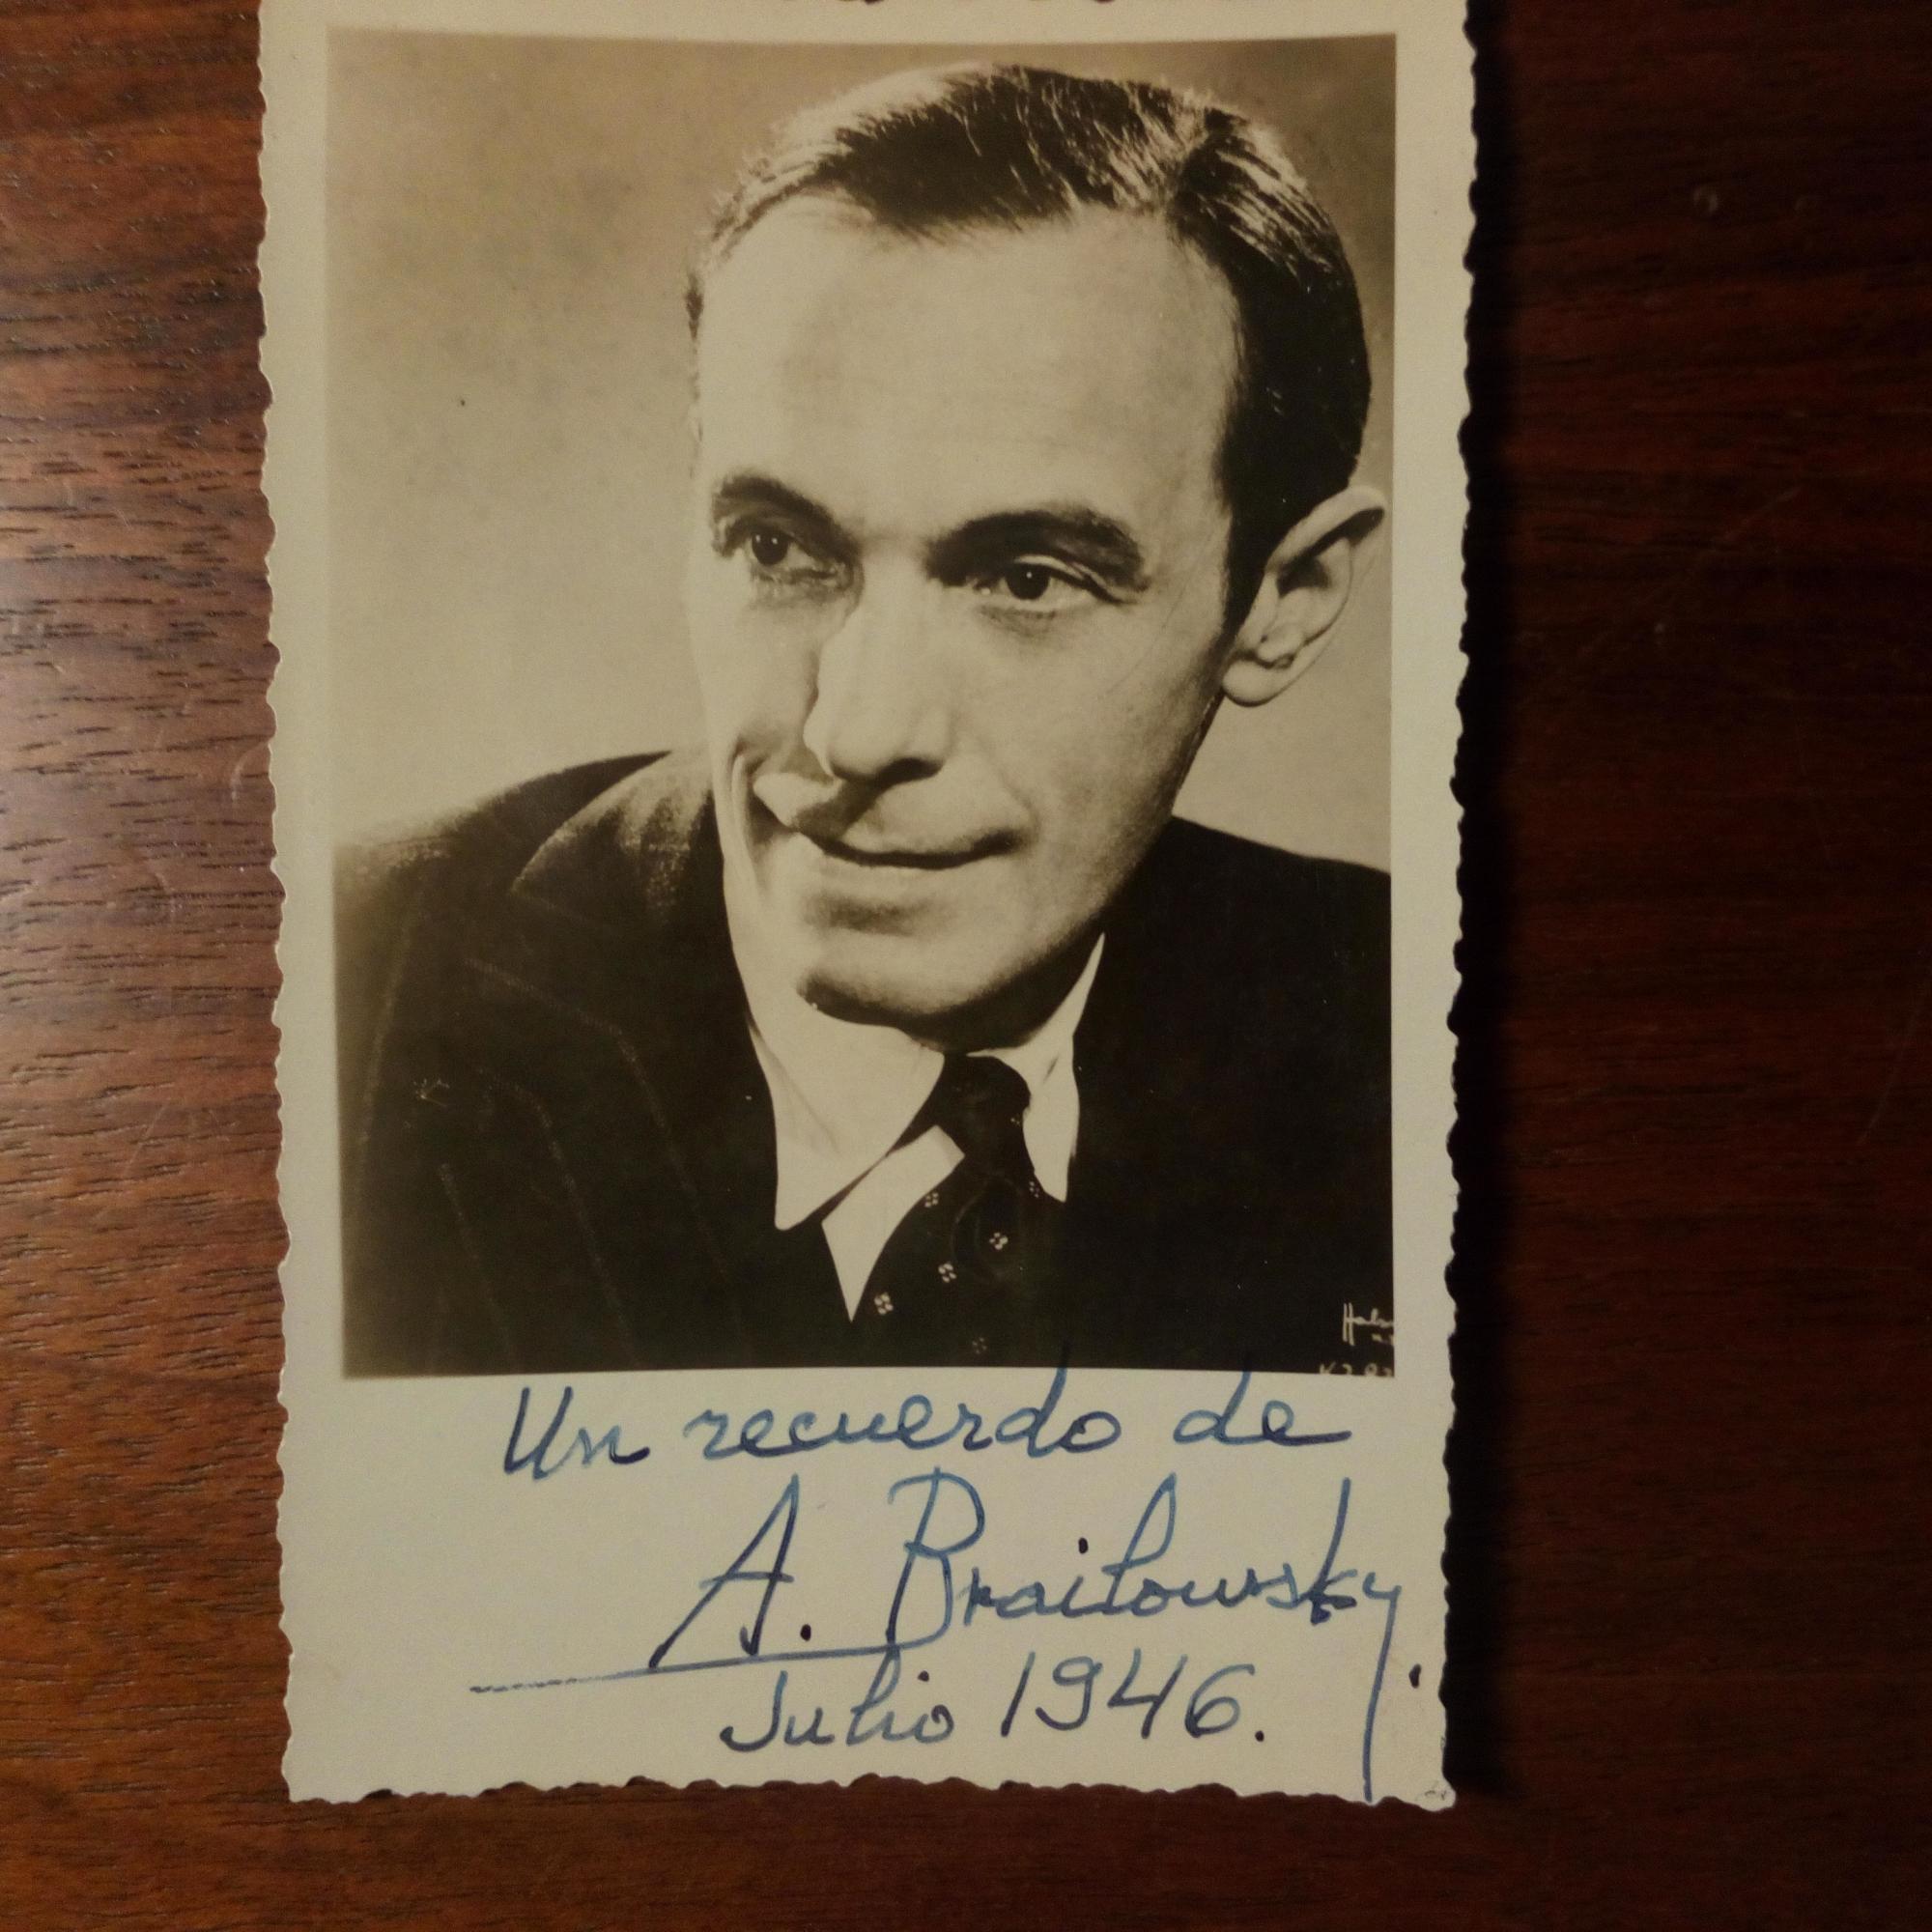 Un recuerdo de
A. Brailowsky.
Julio 1946.